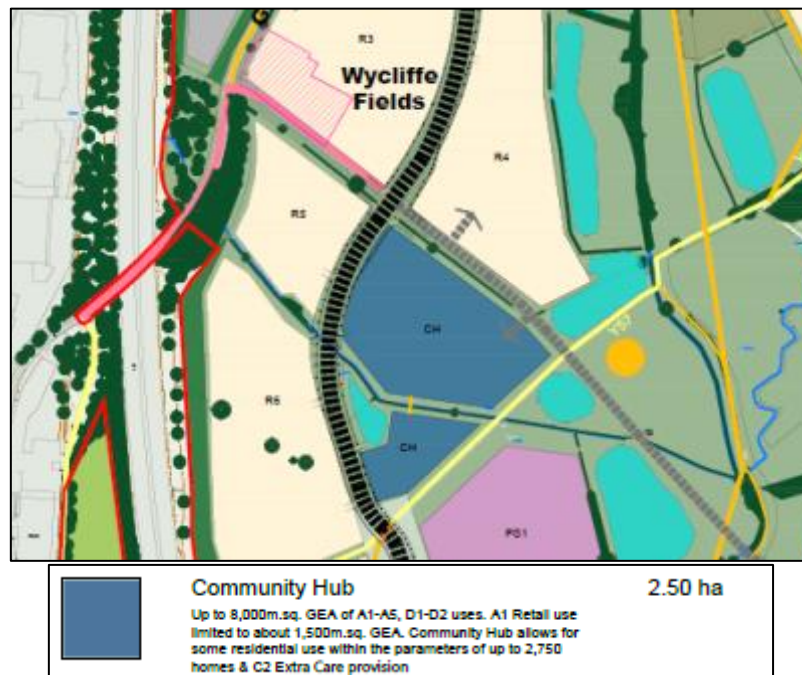 G
R3
Wycliffe
Fields
R4
R5
CH
Y57
R6
CH
PG1
Community Hub 2.50 ha
Up to 8,000m.sq. GEA of A1-A5, D1-D2 uses. A1 Retail use
limited to about 1,500m.sq. GEA. Community Hub allows for
some residential use within the parameters of up to 2,750
homes & C2 Extra Care provision